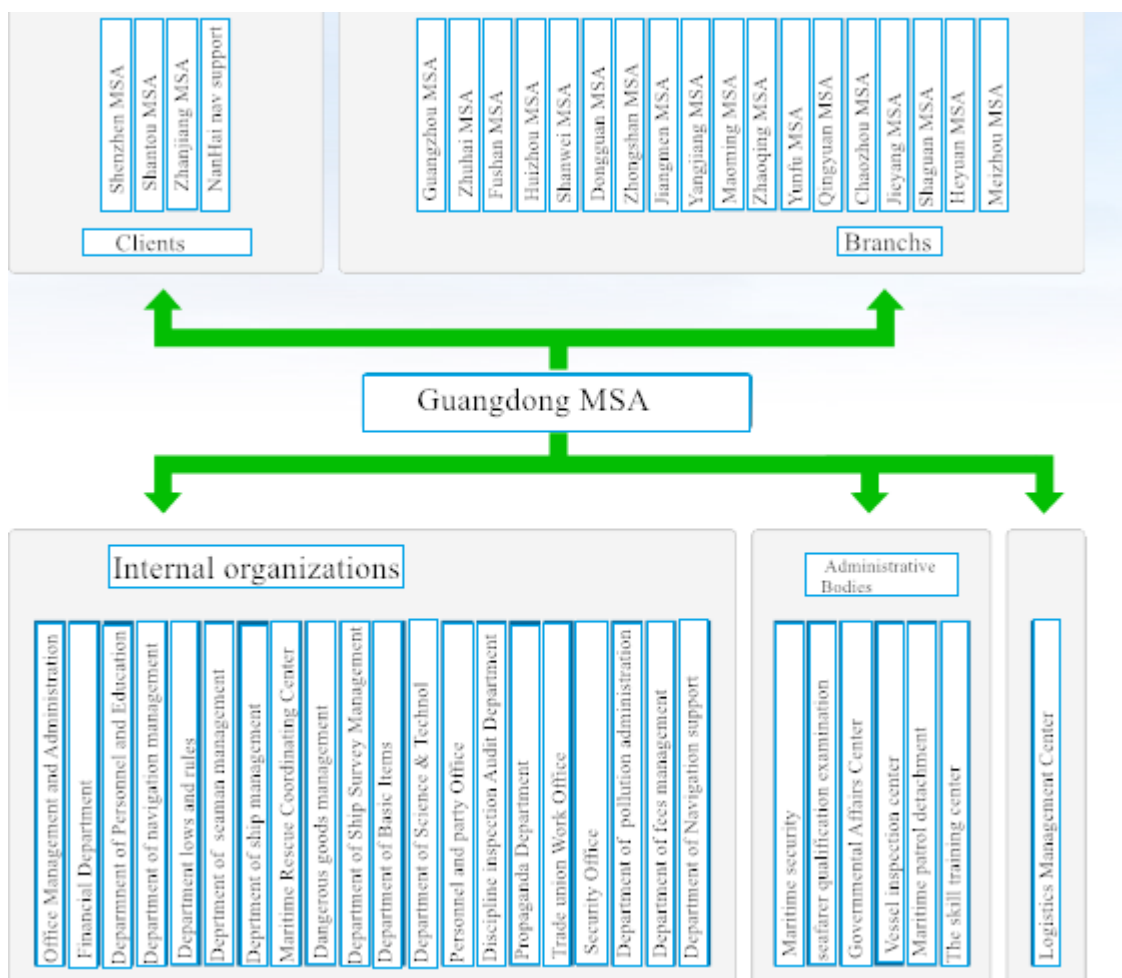 Shenzhen MSA
Shantou MSA
Zhanjiang MSA
NanHai nav support
Clients
Guangzhou MSA
Zhuhai MSA
Fushan MSA
Huizhou MSA
Shanwei MSA
Dongguan MSA
Zhongshan MSA
Jiangmen MSA
Yangjiang MSA
Maoming MSA
Zhaoqing MSA
Yunfu MSA
Qingyuan MSA
Chaozhou MSA
Jieyang MSA
Shaguan MSA
Heyuan MSA
Meizhou MSA
Branchs
Guangdong MSA
Internal organizations
Office Management and Administration
Financial Department
Deparmnent of Personnel and Education
Department of navigation management
Department lows and rules
Deprtment of seaman management
Deprtment of ship management
Maritime Rescue Coordinating Center
Dangerous goods management
Department of Ship Survey Management
Department of Basic Items
Department of Science & Technol
Personnel and party Office
Discipline inspection Audit Department
Propaganda Department
Trade union Work Office
Security Office
Department of pollution administration
Department of fees management
Department of Navigation support
Administrative
Bodies
Maritime security
seafarer qualification examination
Governmental Affairs Center
Vessel inspection center
Maritime patrol detachment
The skill training center
Logistics Management Center